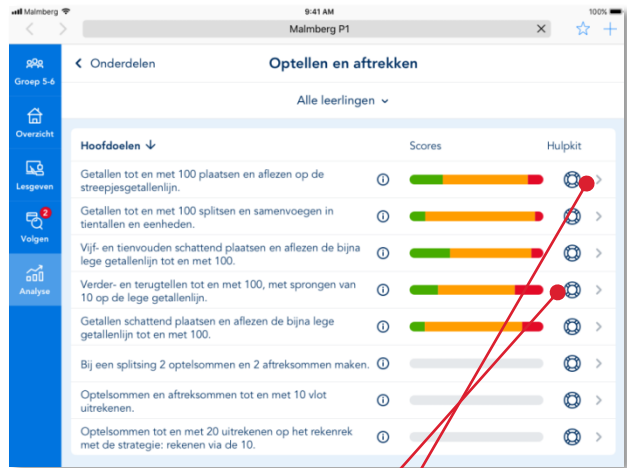 Malmberg
9:41 AM
100%
Malmberg P1
Groep 5-6
Overzicht
Lesgeven
2
Volgen
Analyse
Onderdelen
Optellen en aftrekken
Alle leerlingen
Hoofdoelen
Scores
Hulpkit
Getallen tot en met 100 plaatsen en aflezen op de
streepjesgetallenlijn.
Getallen tot en met 100 splitsen en samenvoegen in
tientallen en eenheden.
Vijf- en tienvouden schattend plaatsen en aflezen de bijna
lege getallenlijn tot en met 100.
Verder- en terugtellen tot en met 100, met sprongen van
10 op de lege getallenlijn.
Getallen schattend plaatsen en aflezen de bijna lege
getallenlijn tot en met 100.
Bij een splitsing 2 optelsommen en 2 aftreksommen maken.
Optelsommen en aftreksommen tot en met 10 vlot
uitrekenen.
Optelsommen tot en met 20 uitrekenen op het rekenrek
met de strategie: rekenen via de 10.